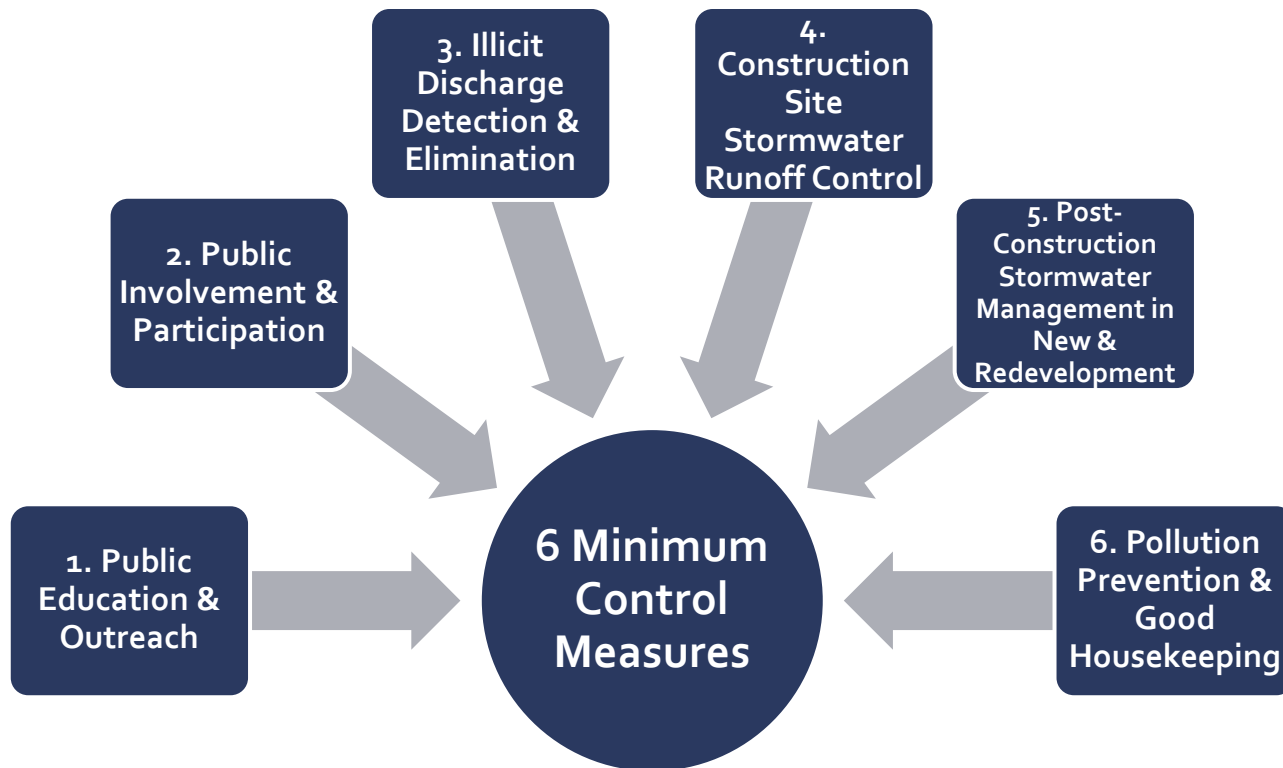 1. Public
Education &
Outreach
2. Public
Involvement &
Participation
3. Illicit
Discharge
Detection &
Elimination
4.
Construction
Site
Stormwater
Runoff Control
5. Post-
Construction
Stormwater
Management in
New &
Redevelopment
6. Pollution
Prevention &
Good
Housekeeping
6 Minimum
Control
Measures